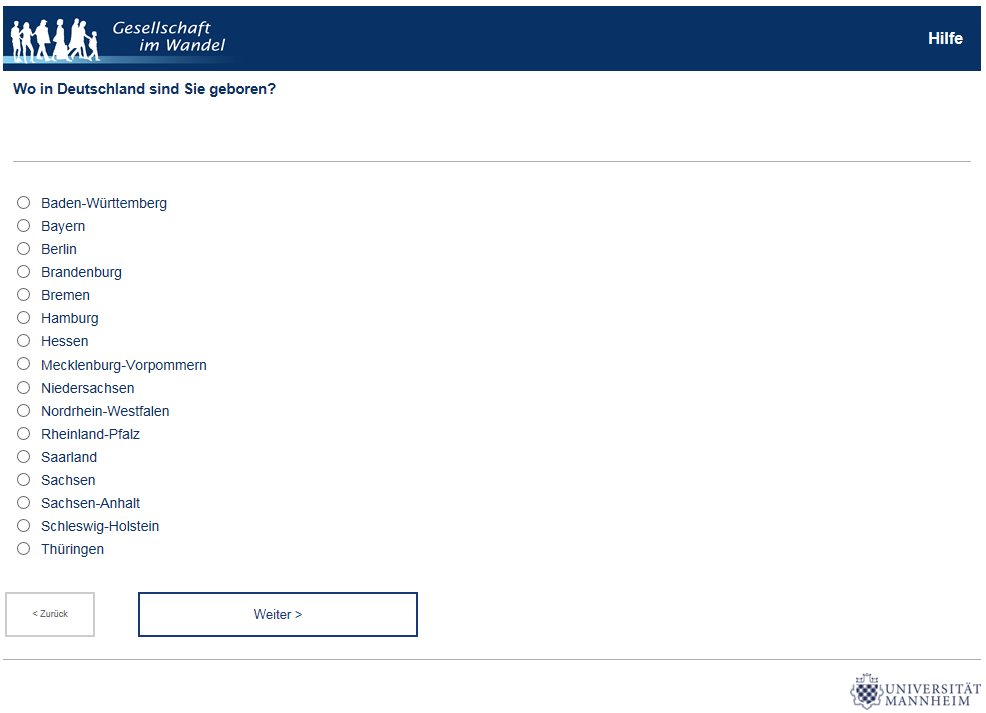 Gesellschaft
im Wandel
Hilfe
Wo in Deutschland sind Sie geboren?
Baden-Württemberg
Bayern
Berlin
Brandenburg
Bremen
Hamburg
Hessen
Mecklenburg-Vorpommern
Niedersachsen
Nordrhein-Westfalen
Rheinland-Pfalz
Saarland
Sachsen
Sachsen-Anhalt
Schleswig-Holstein
Thüringen
< Zurück
Weiter >
UNIVERSITÄT
MANNHEIM